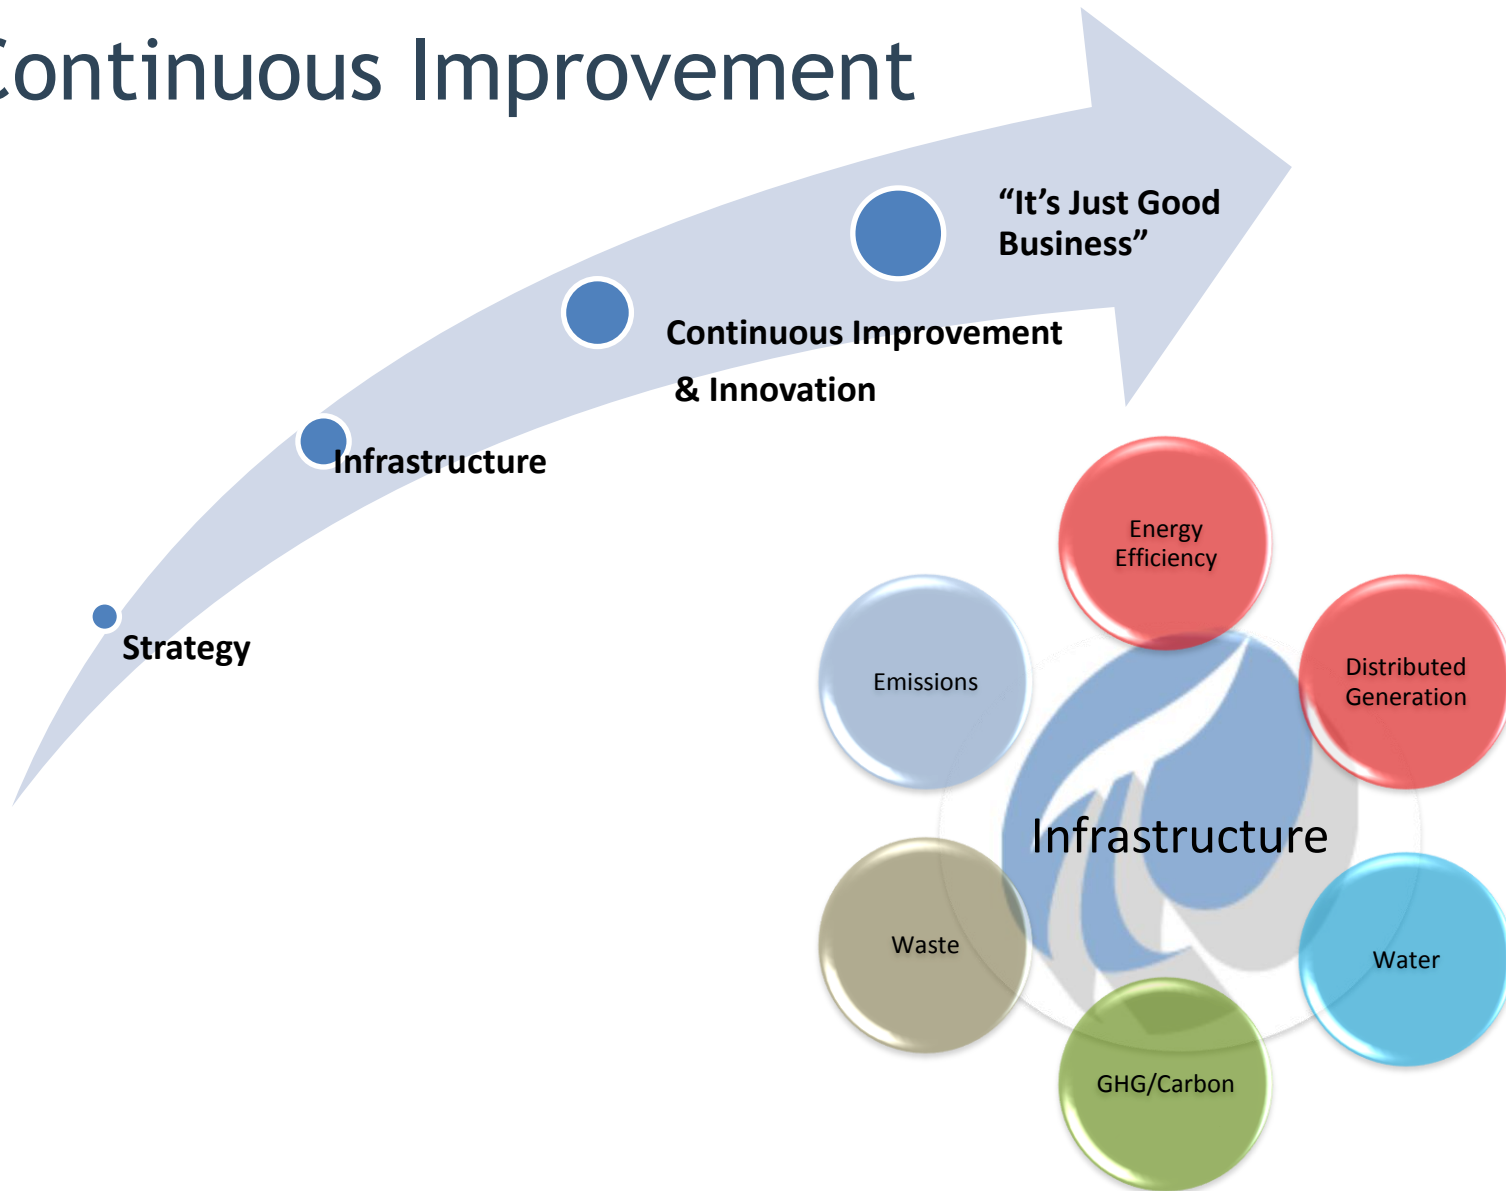 Continuous Improvement
“It’s Just Good
Business”
Continuous Improvement
& Innovation
Infrastructure
Strategy
Energy
Efficiency
Distributed
Generation
Emissions
Infrastructure
Waste
Water
GHG/Carbon